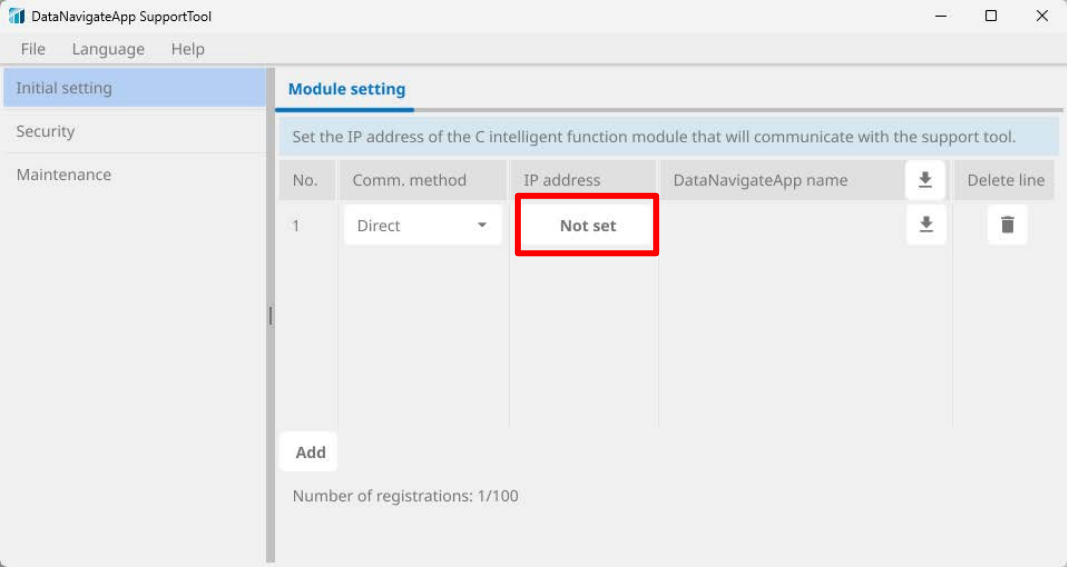 DataNavigateApp SupportTool
File Language Help
Initial setting
Security
Maintenance
Module setting
Set the IP address of the C intelligent function module that will communicate with the support tool.
No. Comm. method IP address DataNavigateApp name Delete line
1 Direct Not set
Add
Number of registrations: 1/100